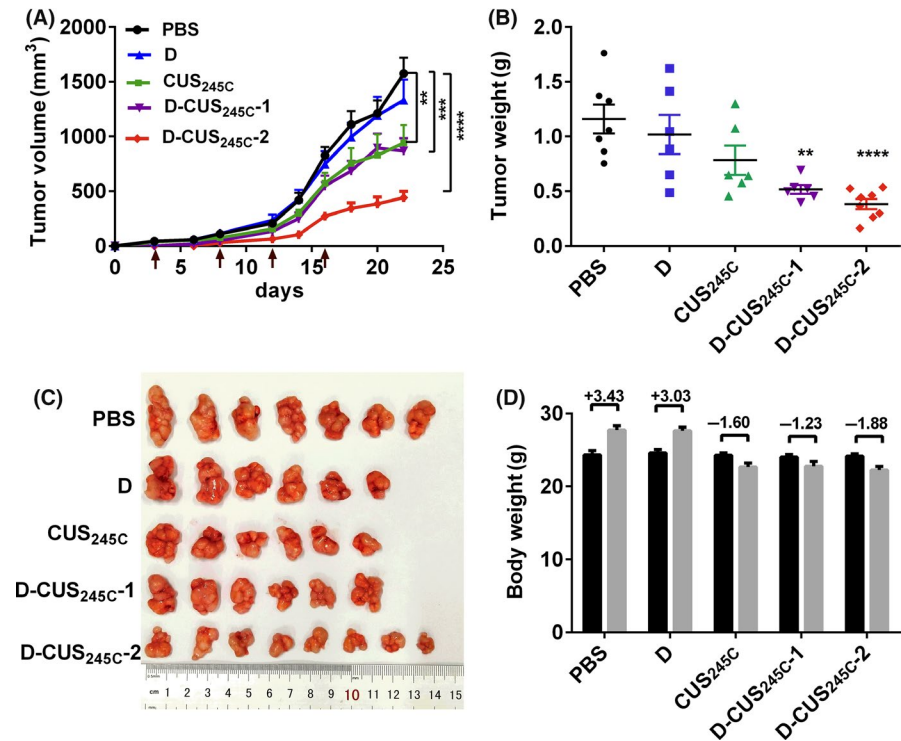 (A)
Tumor volume (mm³)
2000
1500
1000
500
0
0 5 10 15 20 25
days
PBS
D
CUS245C
D-CUS245C-1
D-CUS245C-2
**
***
****
(B)
Tumor weight (g)
2.0
1.5
1.0
0.5
0.0
**
****
PBS
D
CUS245C
D-CUS245C-1
D-CUS245C-2
(C)
PBS
D
CUS245C
D-CUS245C-1
D-CUS245C-2
cm 1 2 3 4 5 6 7 8 9 10 11 12 13 14 15
(D)
Body weight (g)
30
20
10
0
+3.43
+3.03
−1.60
−1.23
−1.88
PBS
D
CUS245C
D-CUS245C-1
D-CUS245C-2